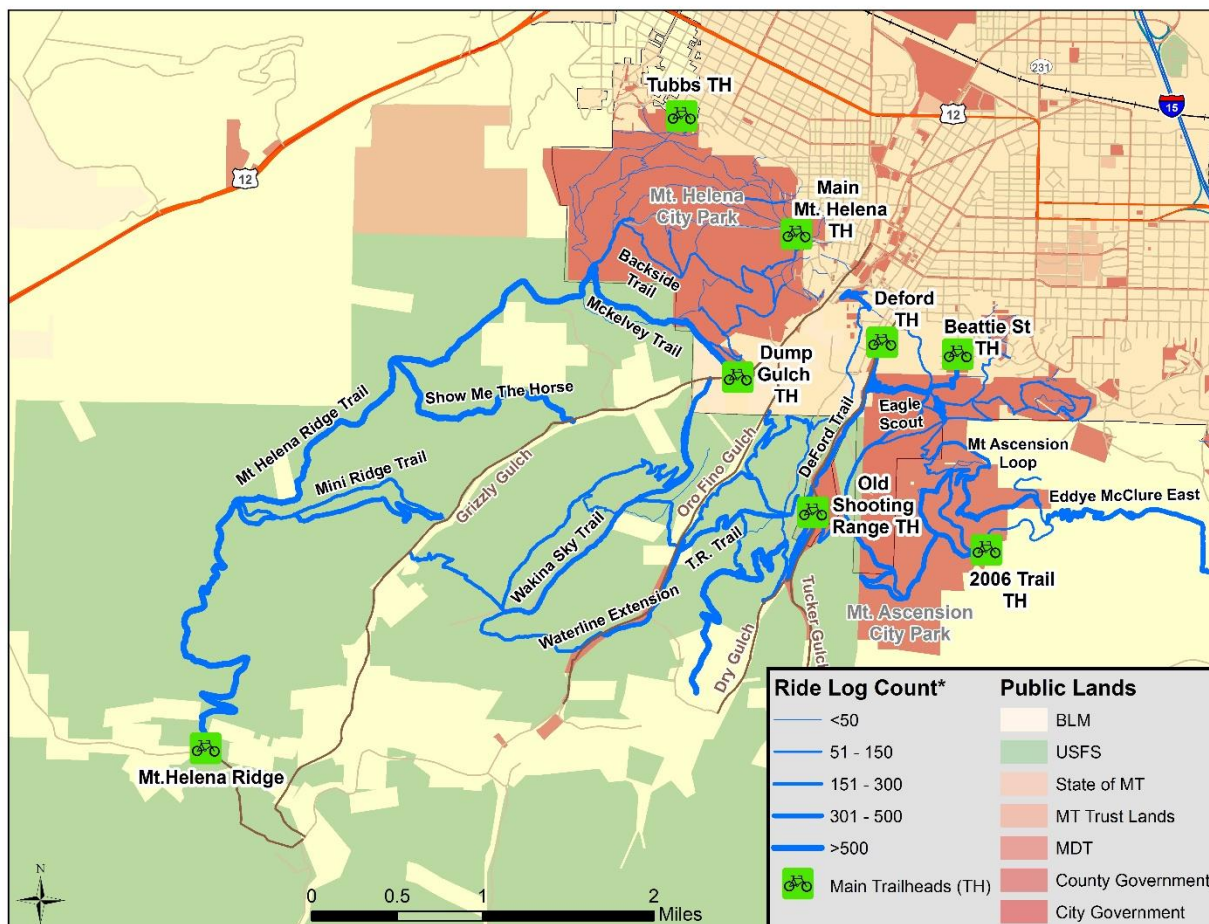 231
15
Tubbs TH
12
12
Main
Mt. Helena
TH
Mt. Helena
City Park
Backside
Trail
Deford
TH
Beattie St
TH
Mckelvey Trail
Dump
Gulch
TH
Show Me The Horse
Eagle
Scout
Mt Helena Ridge Trail
DeFord Trail
Mt Ascension
Loop
Mini Ridge Trail
Grizzly Gulch
Oro Fino Gulch
Old
Shooting
Range TH
Eddye McClure East
Wakina Sky Trail
T.R. Trail
2006 Trail
TH
Waterline Extension
Tucker Gulch
Mt. Ascension
City Park
Dry Gulch
Mt.Helena Ridge
Ride Log Count*
<50
51 - 150
151 - 300
301 - 500
>500
Main Trailheads (TH)
Public Lands
BLM
USFS
State of MT
MT Trust Lands
MDT
County Government
City Government
N
0 0.5 1 2
Miles